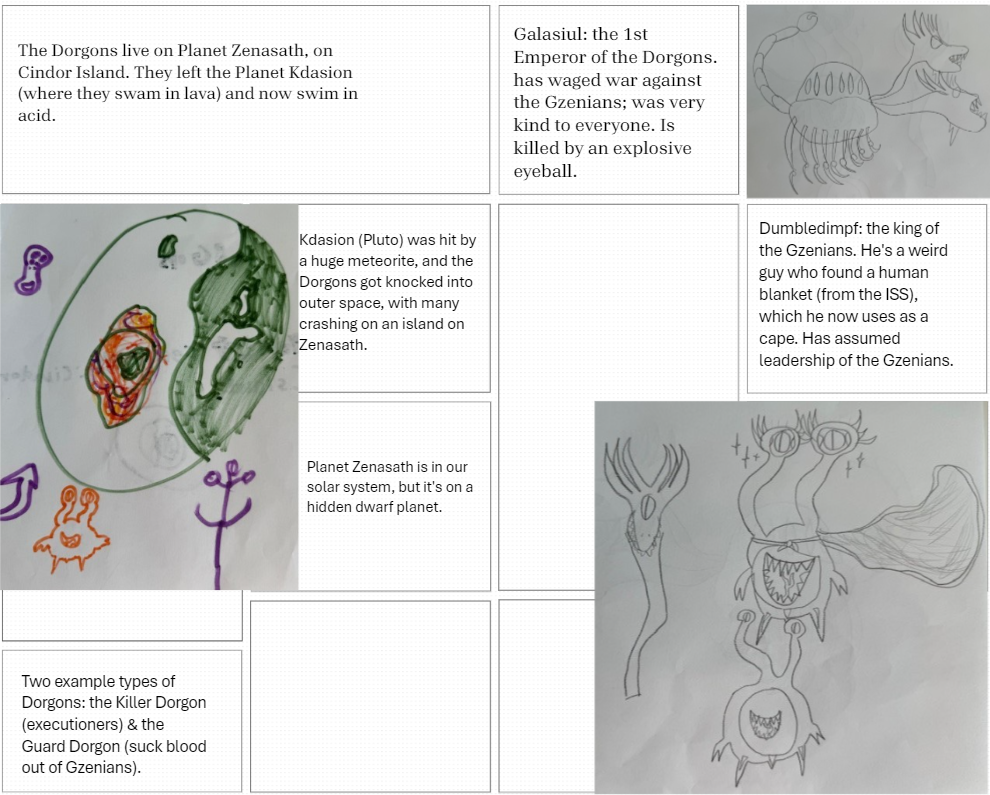 The Dorgons live on Planet Zenasath, on
Cindor Island. They left the Planet Kdasion
(where they swam in lava) and now swim in
acid.
Galasiul: the 1st
Emperor of the Dorgons.
has waged war against
the Gzenians; was very
kind to everyone. Is
killed by an explosive
eyeball.
Kdasion (Pluto) was hit by
a huge meteorite, and the
Dorgons got knocked into
outer space, with many
crashing on an island on
Zenasath.
Dumbledimpf: the king of
the Gzenians. He's a weird
guy who found a human
blanket (from the ISS),
which he now uses as a
cape. Has assumed
leadership of the Gzenians.
Planet Zenasath is in our
solar system, but it's on a
hidden dwarf planet.
Two example types of
Dorgons: the Killer Dorgon
(executioners) & the
Guard Dorgon (suck blood
out of Gzenians).